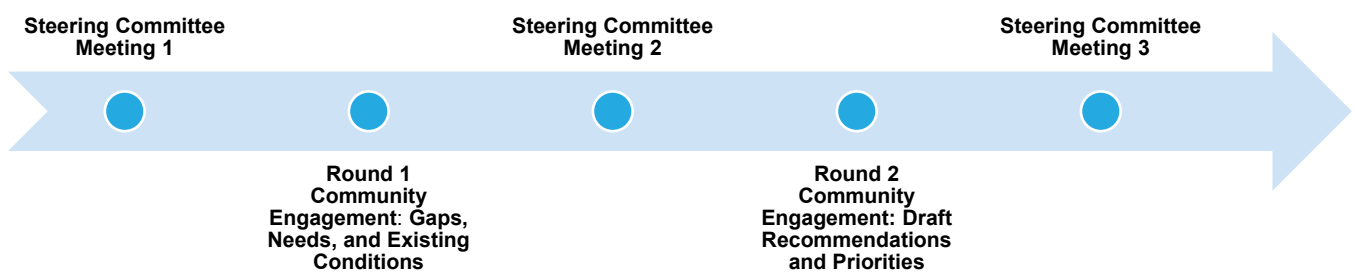 Steering Committee
Meeting 1
Steering Committee
Meeting 2
Steering Committee
Meeting 3
Round 1
Community
Engagement: Gaps,
Needs, and Existing
Conditions
Round 2
Community
Engagement: Draft
Recommendations
and Priorities